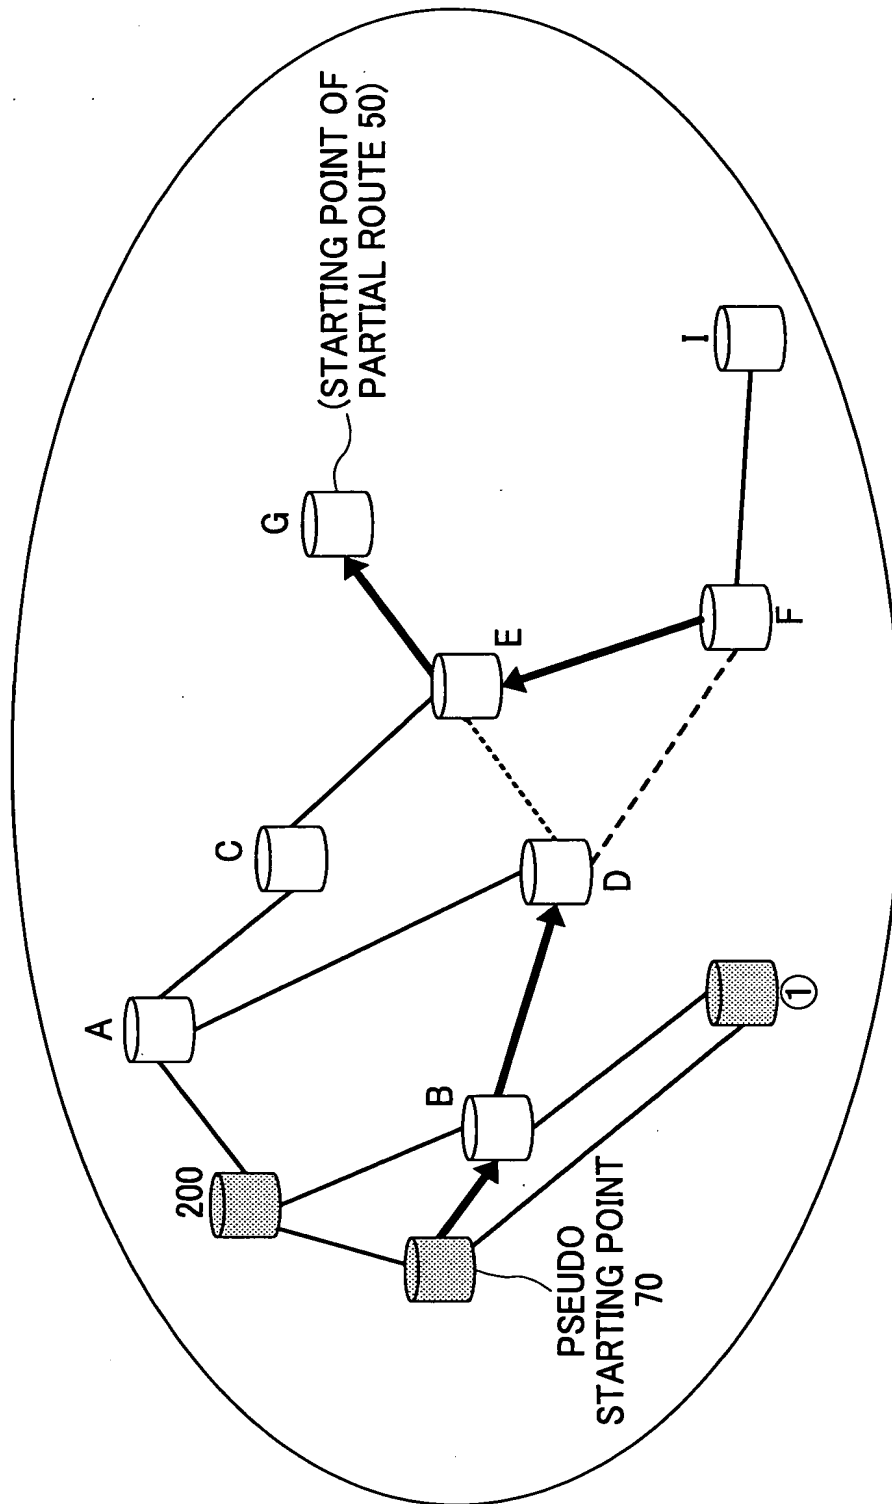 200
A
C
G
(STARTING POINT OF
PARTIAL ROUTE 50)
B
E
D
F
I
①
PSEUDO
STARTING POINT
70